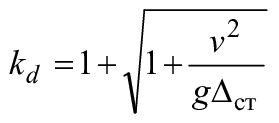 k_d = 1 + √(1 + v²/(gΔ_ст))